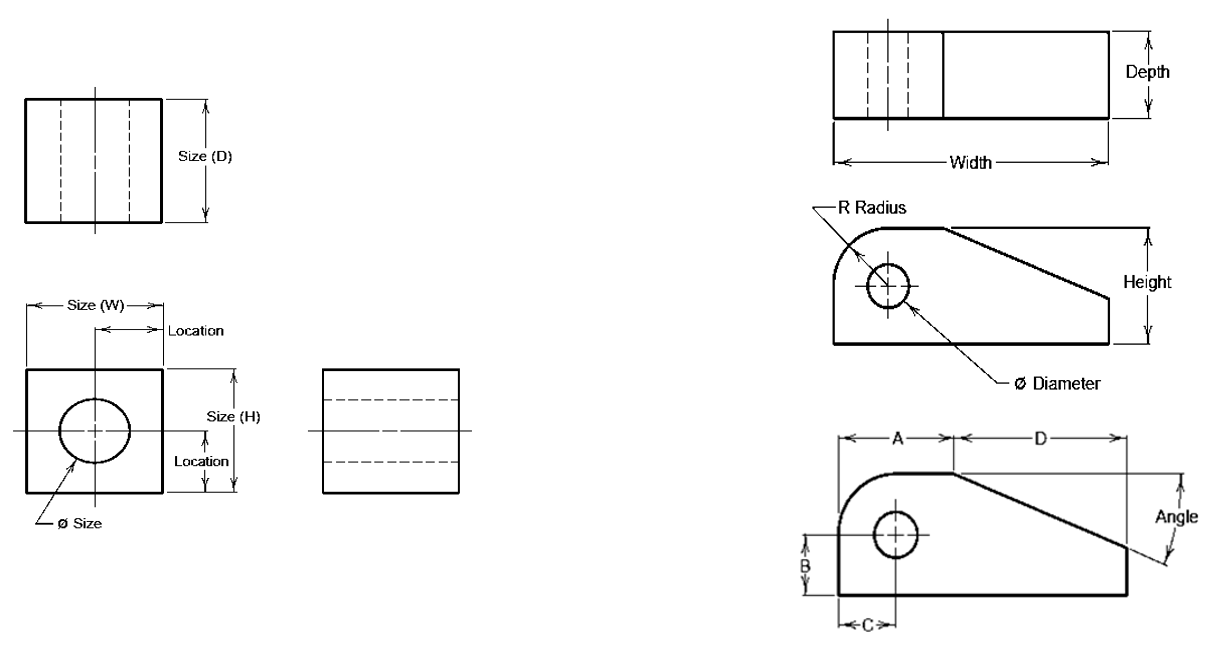 Size (D)
Size (W)
Location
Size (H)
Location
Ø Size
Depth
Width
R Radius
Height
Ø Diameter
A
D
Angle
B
C